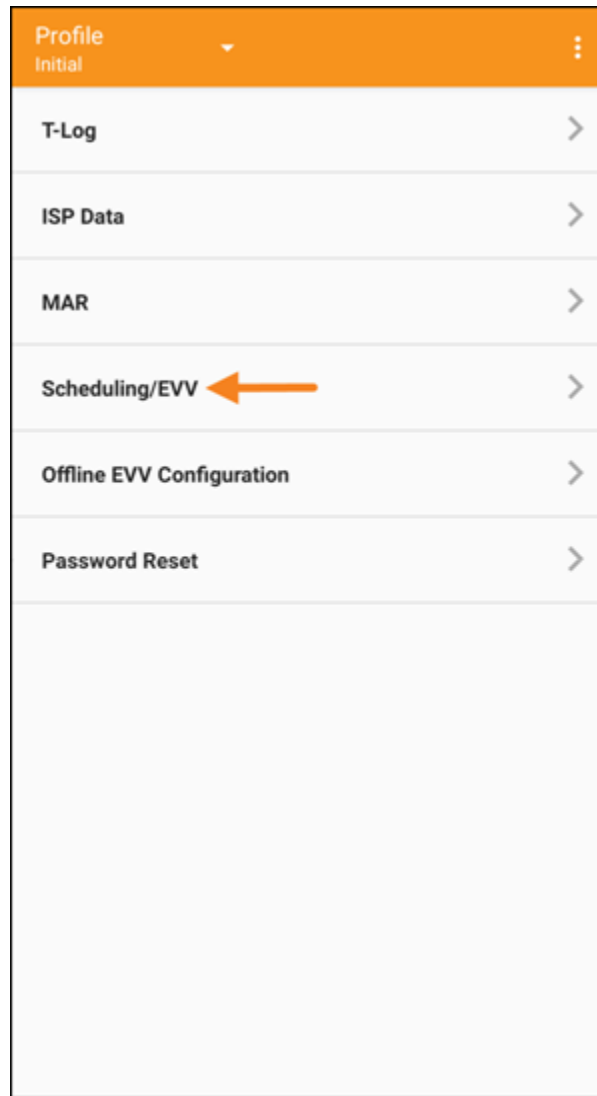 Profile
Initial
T-Log
ISP Data
MAR
Scheduling/EVV
Offline EVV Configuration
Password Reset